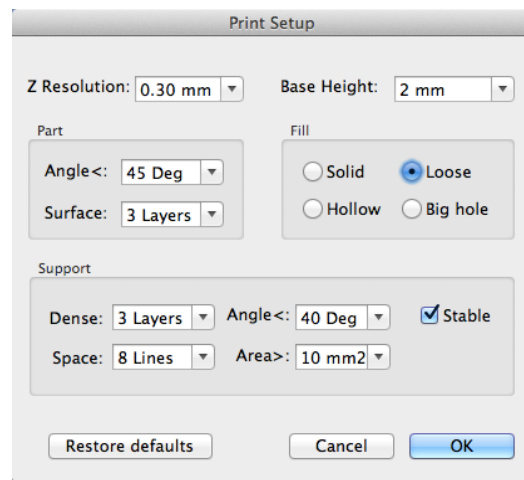 Print Setup
Z Resolution: 0.30 mm Base Height: 2 mm
Part Fill
Angle<: 45 Deg Solid Loose
Surface: 3 Layers Hollow Big hole
Support
Dense: 3 Layers Angle<: 40 Deg Stable
Space: 8 Lines Area>: 10 mm2
Restore defaults Cancel OK